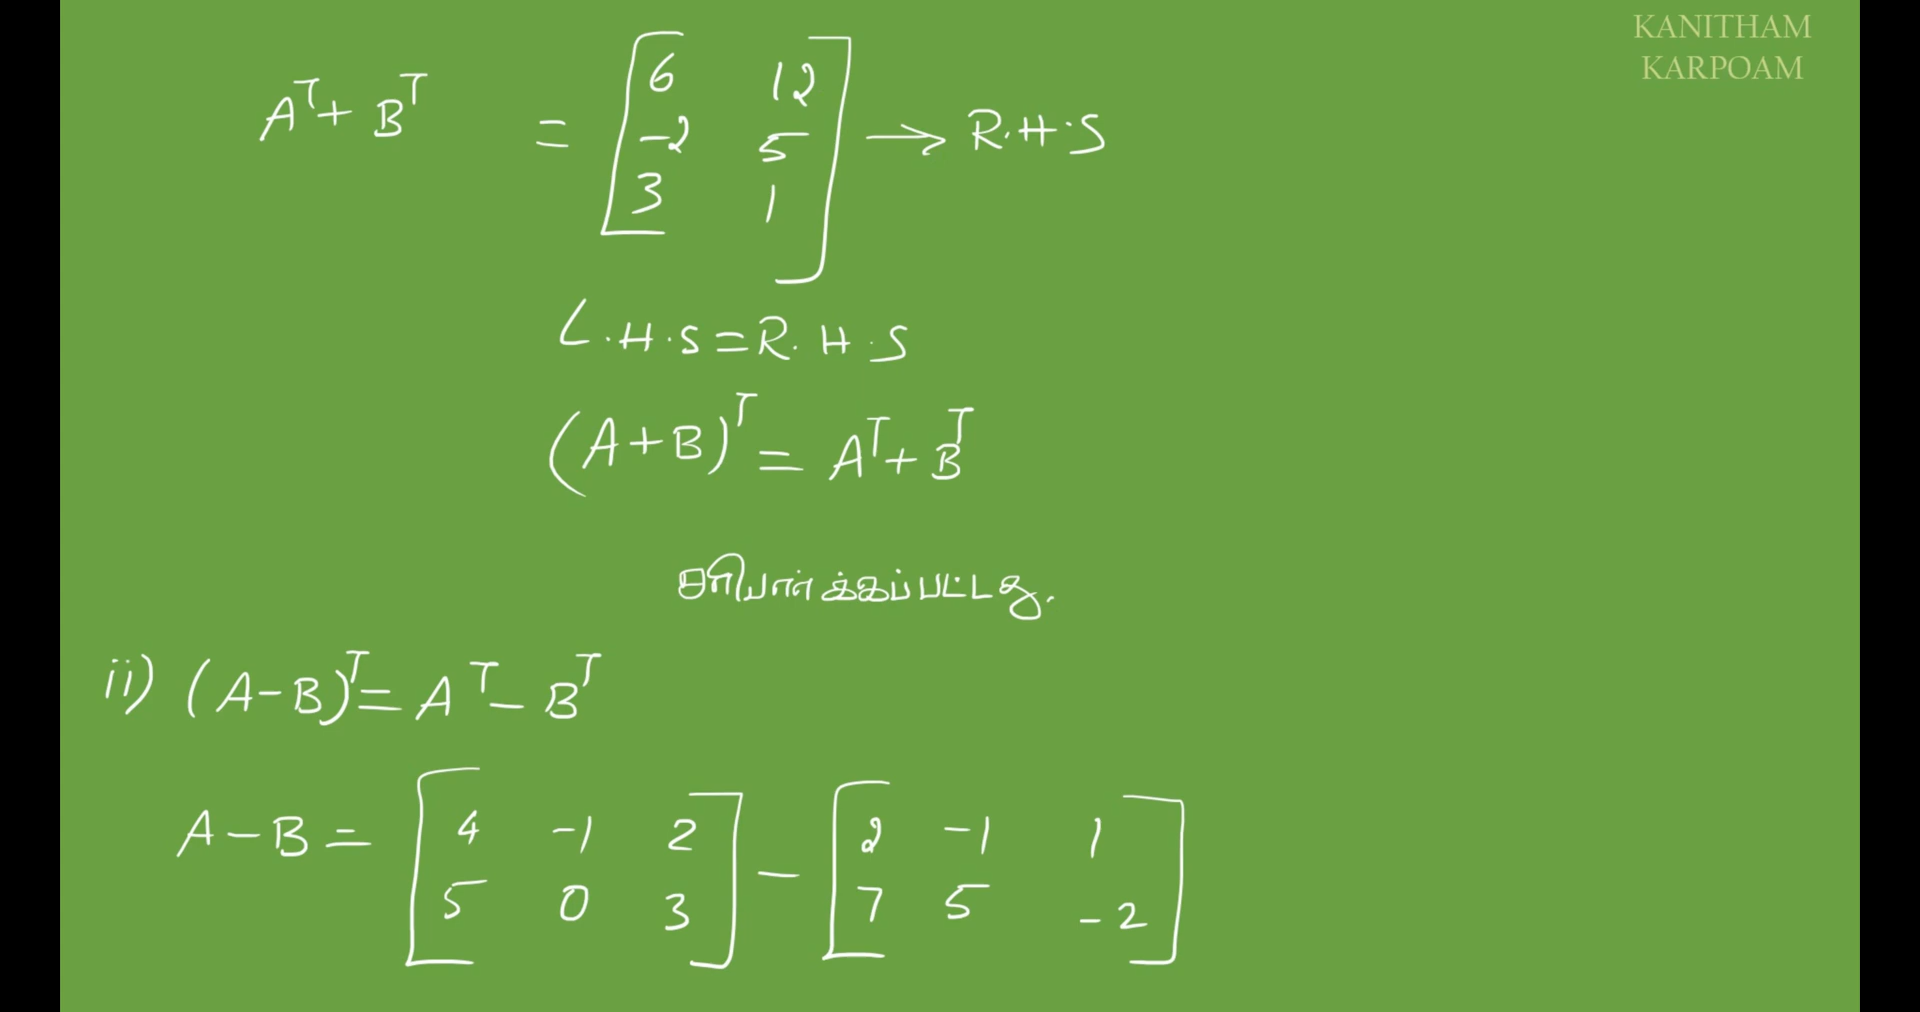 KANITHAM
KARPOAM
Aᵀ + Bᵀ = [6 12
-2 5
3 1] → R.H.S
L.H.S = R.H.S
(A+B)ᵀ = Aᵀ + Bᵀ
சரிபார்க்கப்பட்டது.
ii) (A-B)ᵀ = Aᵀ - Bᵀ
A-B = [4 -1 2] - [2 -1 1]
[5 0 3] [7 5 -2]